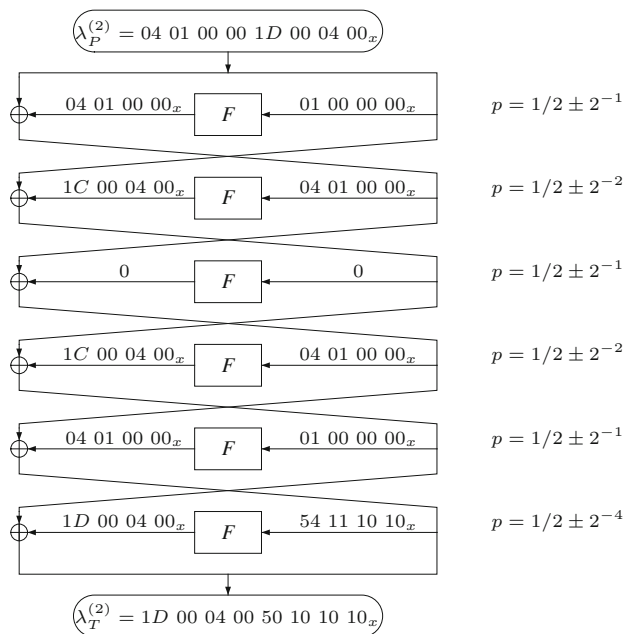 λ_P^(2) = 04 01 00 00 1D 00 04 00_x
04 01 00 00_x F 01 00 00 00_x p = 1/2 ± 2^-1
1C 00 04 00_x F 04 01 00 00_x p = 1/2 ± 2^-2
0 F 0 p = 1/2 ± 2^-1
1C 00 04 00_x F 04 01 00 00_x p = 1/2 ± 2^-2
04 01 00 00_x F 01 00 00 00_x p = 1/2 ± 2^-1
1D 00 04 00_x F 54 11 10 10_x p = 1/2 ± 2^-4
λ_T^(2) = 1D 00 04 00 50 10 10 10_x